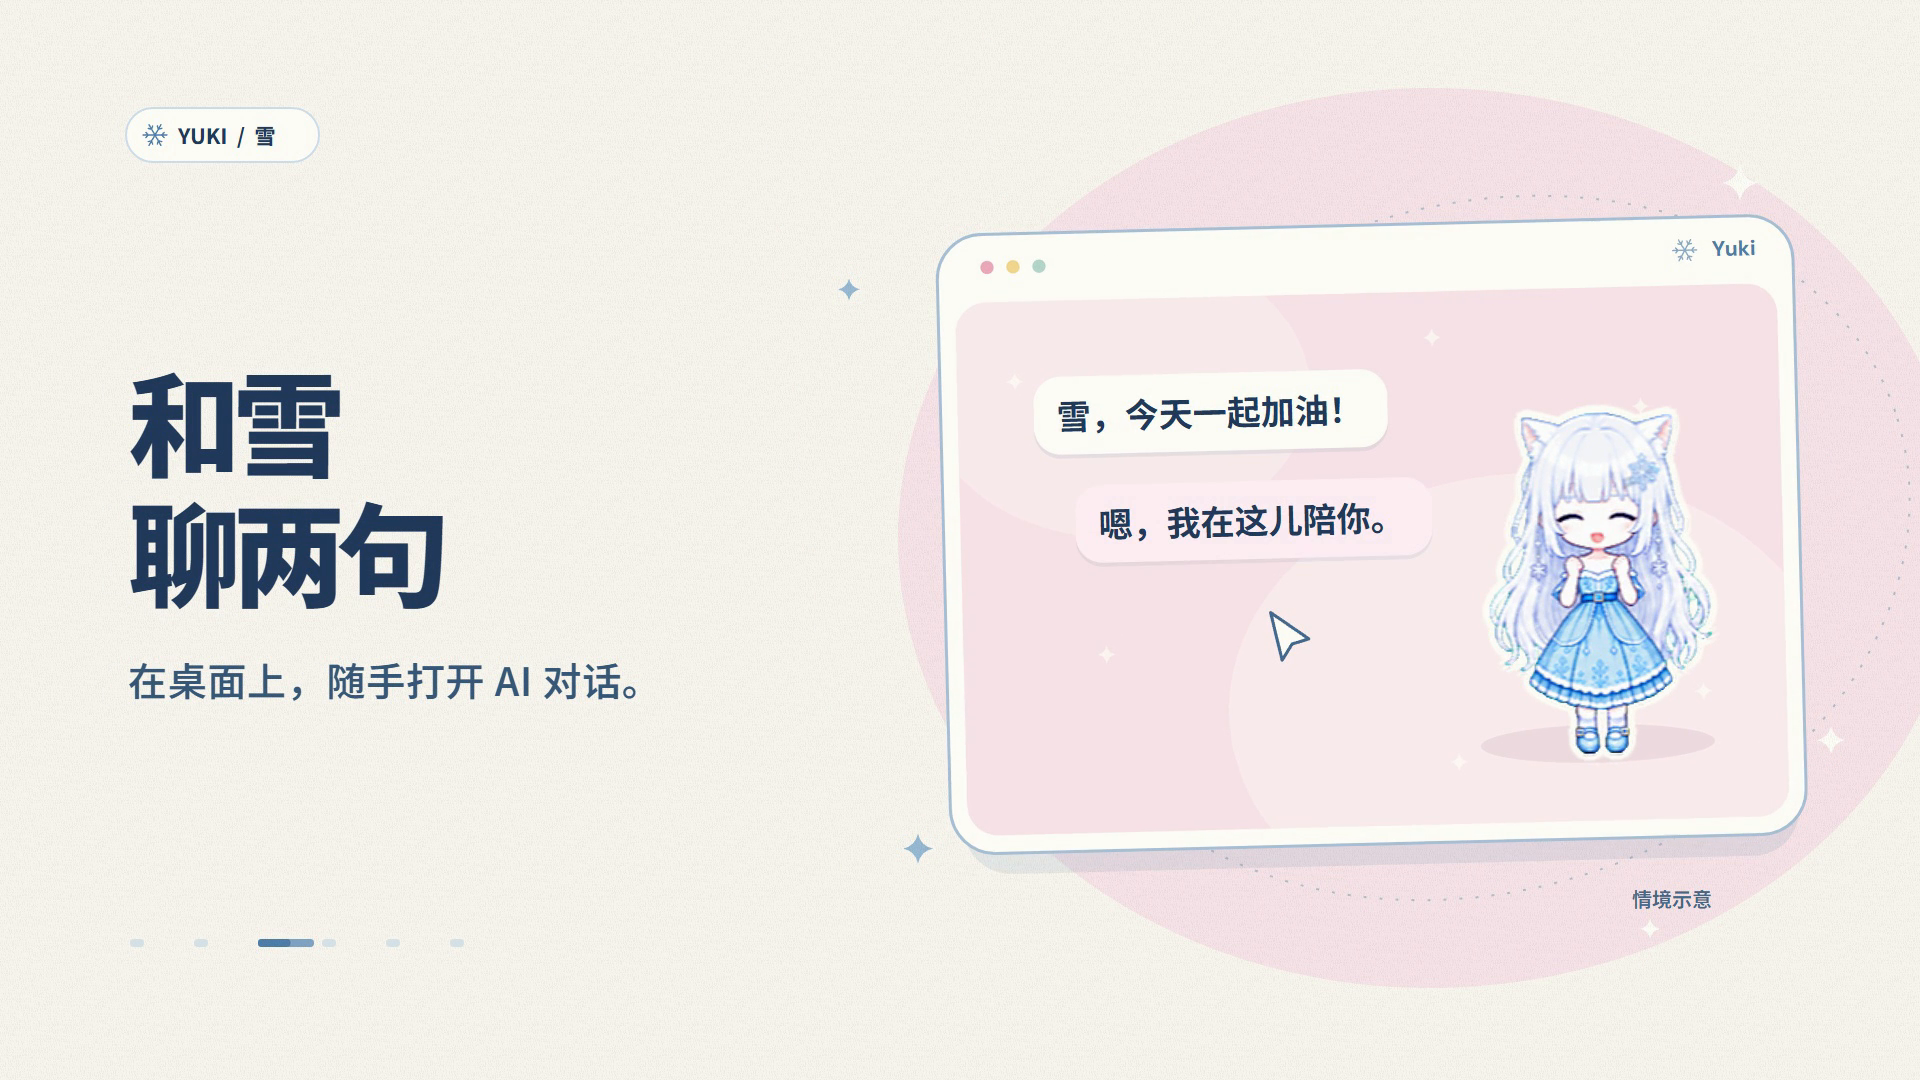 YUKI / 雪
和雪
聊两句
在桌面上，随手打开 AI 对话。
Yuki
雪，今天一起加油！
嗯，我在这儿陪你。
情境示意